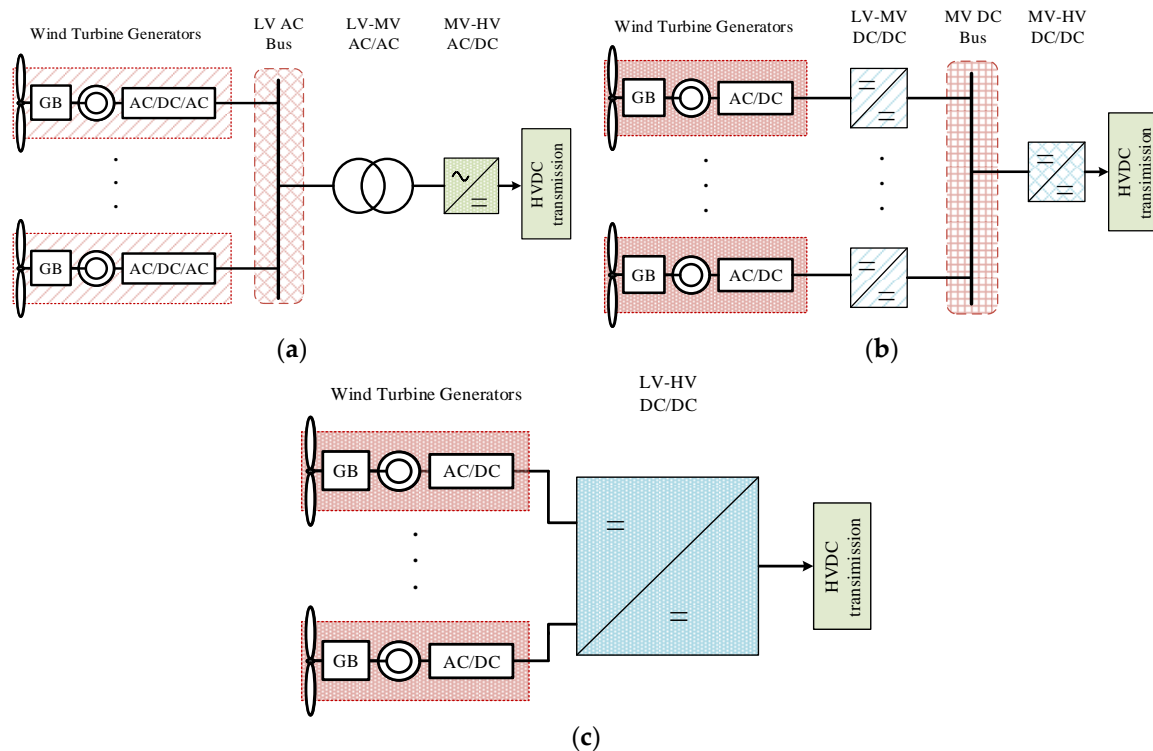 Wind Turbine Generators
LV AC
Bus
LV-MV
AC/AC
MV-HV
AC/DC
GB
AC/DC/AC
GB
AC/DC/AC
HVDC
transmission
(a)
Wind Turbine Generators
LV-MV
DC/DC
MV DC
Bus
MV-HV
DC/DC
GB
AC/DC
GB
AC/DC
HVDC
transmission
(b)
Wind Turbine Generators
LV-HV
DC/DC
GB
AC/DC
GB
AC/DC
HVDC
transimission
(c)